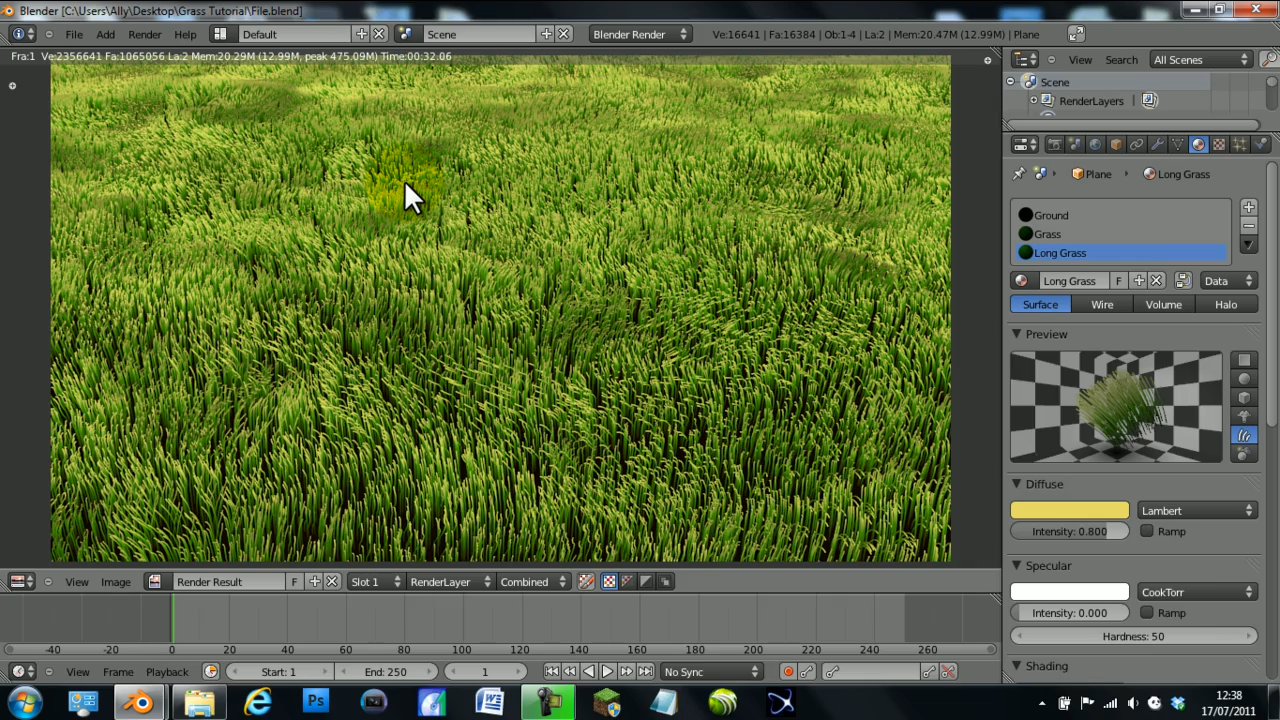 Blender [C:\Users\Ally\Desktop\Grass Tutorial\File.blend]
File Add Render Help Default Scene Blender Render Ve:16641 | Fa:16384 | Ob:1-4 | La:2 | Mem:20.47M (12.99M) | Plane
Fra:1 Ve:2356641 Fa:1065056 La:2 Mem:20.29M (12.99M, peak 475.09M) Time:00:32.06
View Search All Scenes
Scene
RenderLayers
Plane Long Grass
Ground
Grass
Long Grass
Long Grass F Data
Surface Wire Volume Halo
Preview
Diffuse
Lambert
Intensity: 0.800 Ramp
Specular
CookTorr
Intensity: 0.000 Ramp
Hardness: 50
Shading
View Image Render Result F Slot 1 RenderLayer Combined
-40 -20 0 20 40 60 80 100 120 140 160 180 200 220 240 260
View Frame Playback Start: 1 End: 250 1 No Sync
Ps
W
12:38
17/07/2011